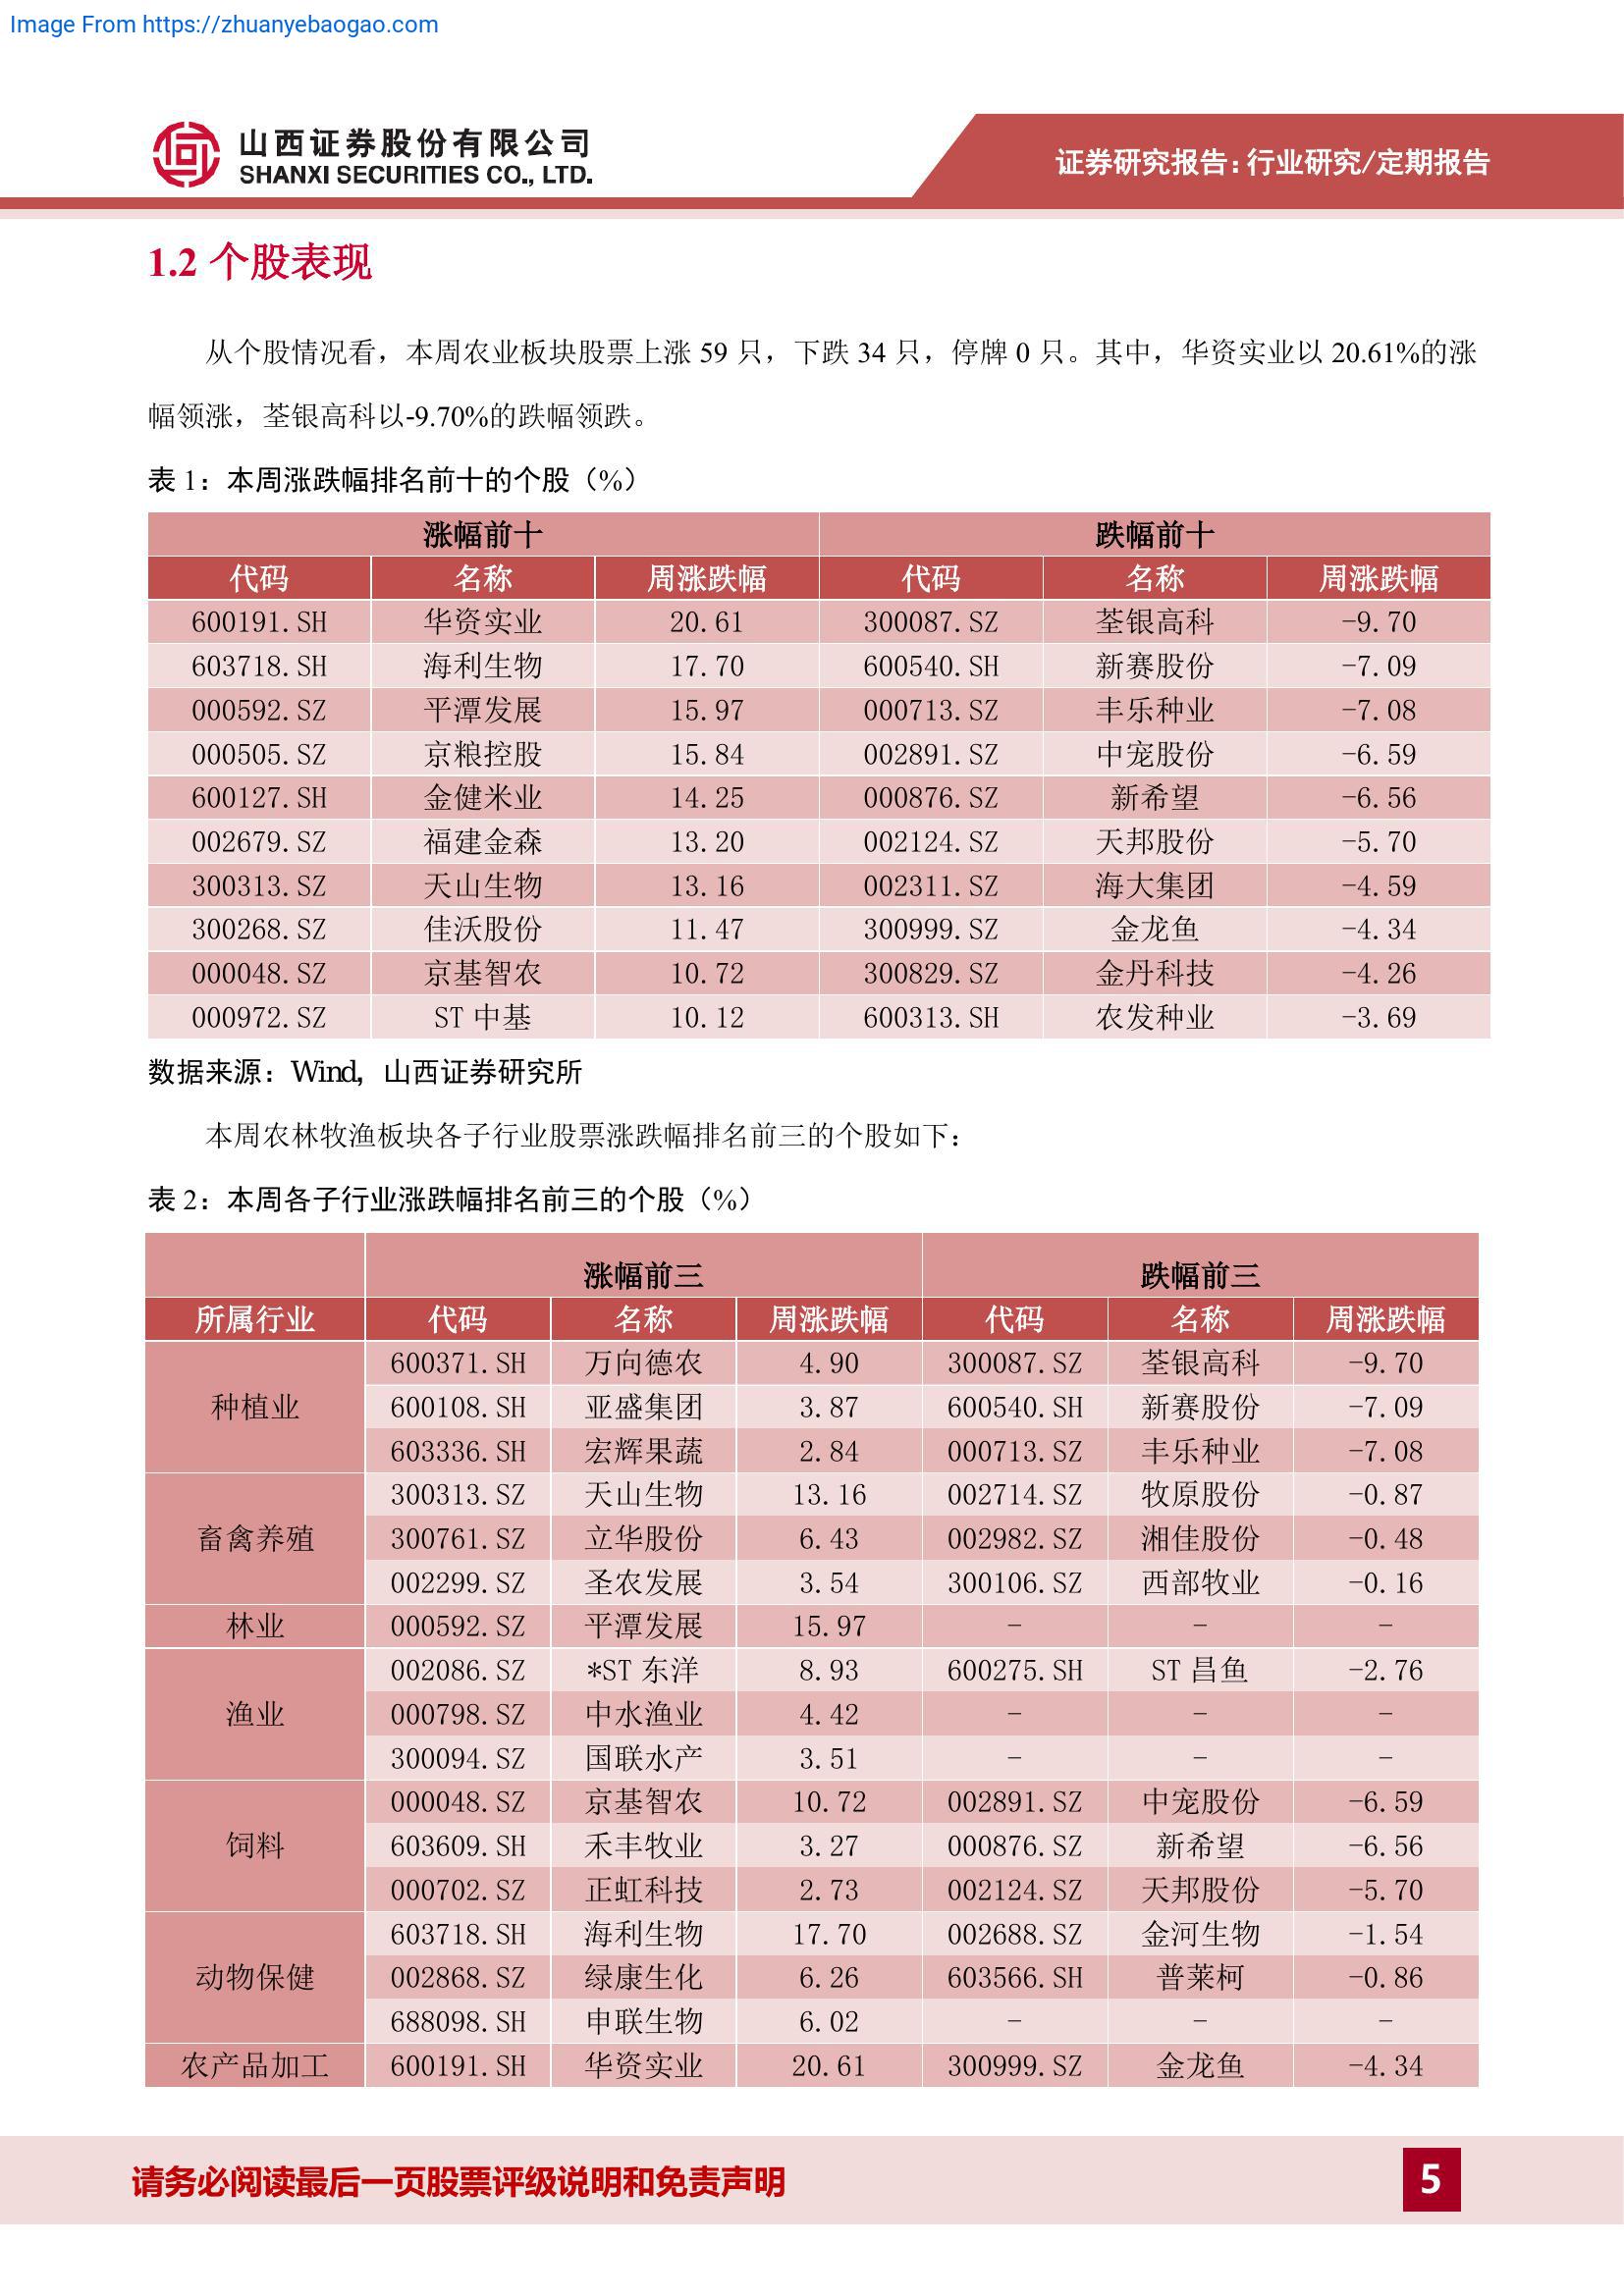 Image From https://zhuanyebaogao.com
山西证券股份有限公司
SHANXI SECURITIES CO., LTD.
证券研究报告：行业研究/定期报告
1.2 个股表现
从个股情况看，本周农业板块股票上涨 59 只，下跌 34 只，停牌 0 只。其中，华资实业以 20.61%的涨
幅领涨，荃银高科以-9.70%的跌幅领跌。
表 1：本周涨跌幅排名前十的个股（%）
涨幅前十 跌幅前十
代码 名称 周涨跌幅 代码 名称 周涨跌幅
600191.SH 华资实业 20.61 300087.SZ 荃银高科 -9.70
603718.SH 海利生物 17.70 600540.SH 新赛股份 -7.09
000592.SZ 平潭发展 15.97 000713.SZ 丰乐种业 -7.08
000505.SZ 京粮控股 15.84 002891.SZ 中宠股份 -6.59
600127.SH 金健米业 14.25 000876.SZ 新希望 -6.56
002679.SZ 福建金森 13.20 002124.SZ 天邦股份 -5.70
300313.SZ 天山生物 13.16 002311.SZ 海大集团 -4.59
300268.SZ 佳沃股份 11.47 300999.SZ 金龙鱼 -4.34
000048.SZ 京基智农 10.72 300829.SZ 金丹科技 -4.26
000972.SZ ST 中基 10.12 600313.SH 农发种业 -3.69
数据来源：Wind，山西证券研究所
本周农林牧渔板块各子行业股票涨跌幅排名前三的个股如下：
表 2：本周各子行业涨跌幅排名前三的个股（%）
涨幅前三 跌幅前三
所属行业 代码 名称 周涨跌幅 代码 名称 周涨跌幅
种植业 600371.SH 万向德农 4.90 300087.SZ 荃银高科 -9.70
600108.SH 亚盛集团 3.87 600540.SH 新赛股份 -7.09
603336.SH 宏辉果蔬 2.84 000713.SZ 丰乐种业 -7.08
畜禽养殖 300313.SZ 天山生物 13.16 002714.SZ 牧原股份 -0.87
300761.SZ 立华股份 6.43 002982.SZ 湘佳股份 -0.48
002299.SZ 圣农发展 3.54 300106.SZ 西部牧业 -0.16
林业 000592.SZ 平潭发展 15.97 - - -
渔业 002086.SZ *ST 东洋 8.93 600275.SH ST 昌鱼 -2.76
000798.SZ 中水渔业 4.42 - - -
300094.SZ 国联水产 3.51 - - -
饲料 000048.SZ 京基智农 10.72 002891.SZ 中宠股份 -6.59
603609.SH 禾丰牧业 3.27 000876.SZ 新希望 -6.56
000702.SZ 正虹科技 2.73 002124.SZ 天邦股份 -5.70
动物保健 603718.SH 海利生物 17.70 002688.SZ 金河生物 -1.54
002868.SZ 绿康生化 6.26 603566.SH 普莱柯 -0.86
688098.SH 申联生物 6.02 - - -
农产品加工 600191.SH 华资实业 20.61 300999.SZ 金龙鱼 -4.34
请务必阅读最后一页股票评级说明和免责声明
5